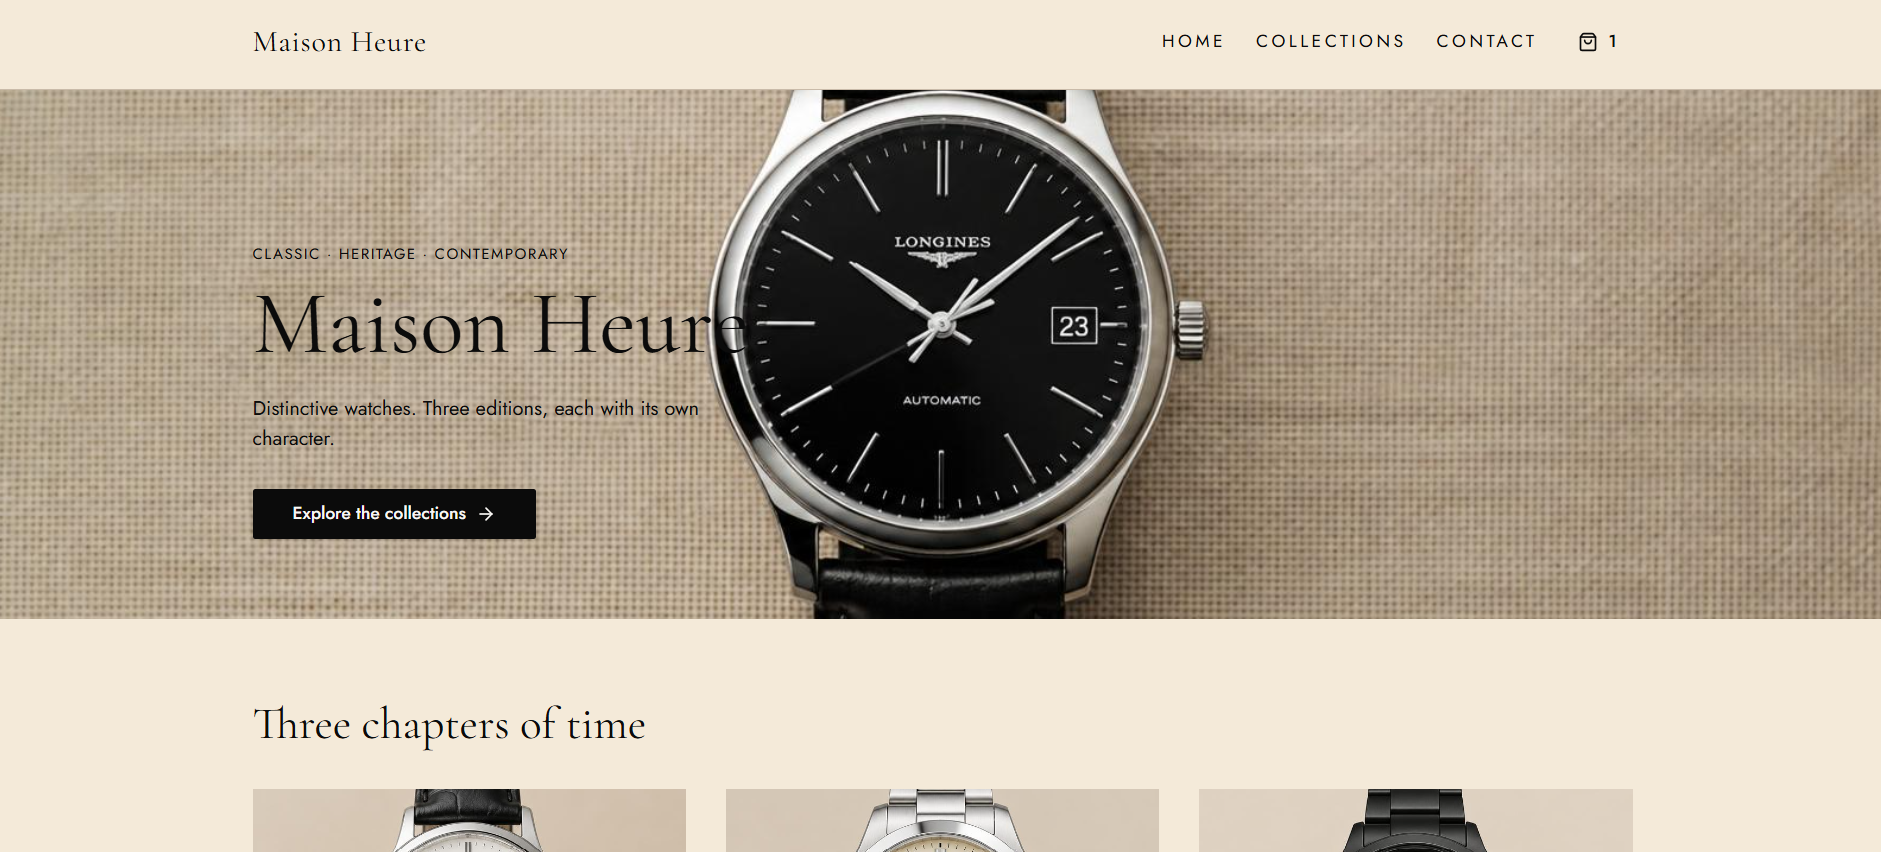 Maison Heure
HOME COLLECTIONS CONTACT 1
CLASSIC · HERITAGE · CONTEMPORARY
Maison Heure
Distinctive watches. Three editions, each with its own
character.
Explore the collections →
LONGINES
23
AUTOMATIC
Three chapters of time